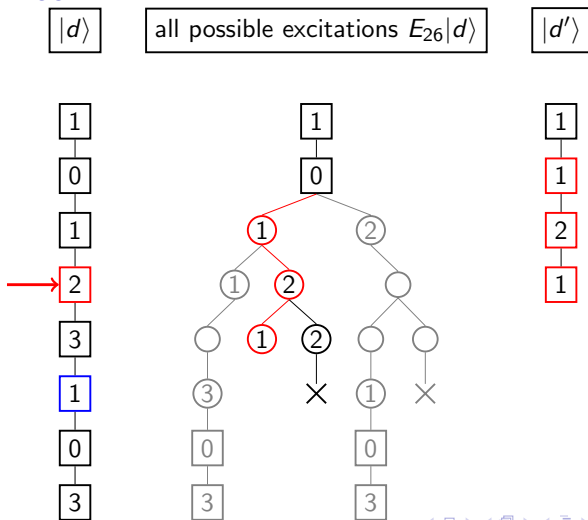 |d⟩ all possible excitations E₂₆|d⟩ |d′⟩
1 1 1
0 0 1
1 1 2 2
2 1 2 1
3 1 2
1 3 × 1 ×
0 0 0
3 3 3